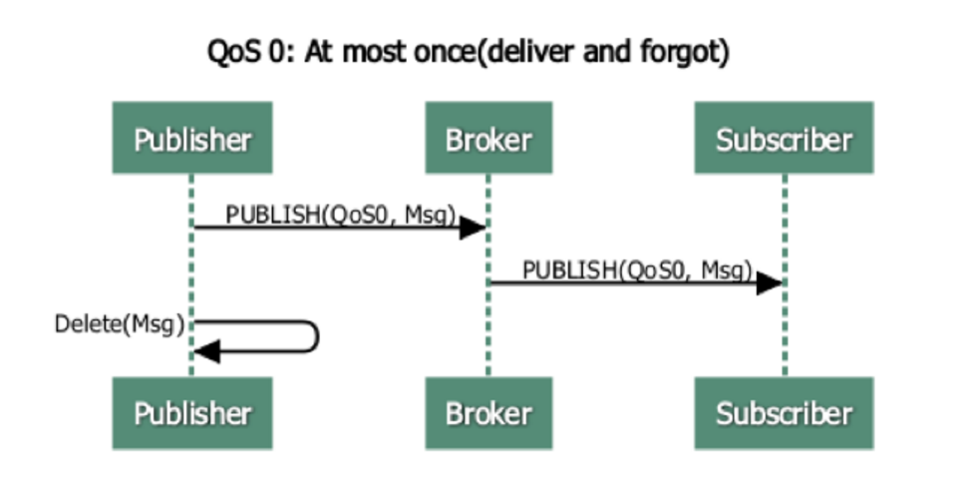 QoS 0: At most once(deliver and forgot)
Publisher
Broker
Subscriber
PUBLISH(QoS0, Msg)
PUBLISH(QoS0, Msg)
Delete(Msg)
Publisher
Broker
Subscriber